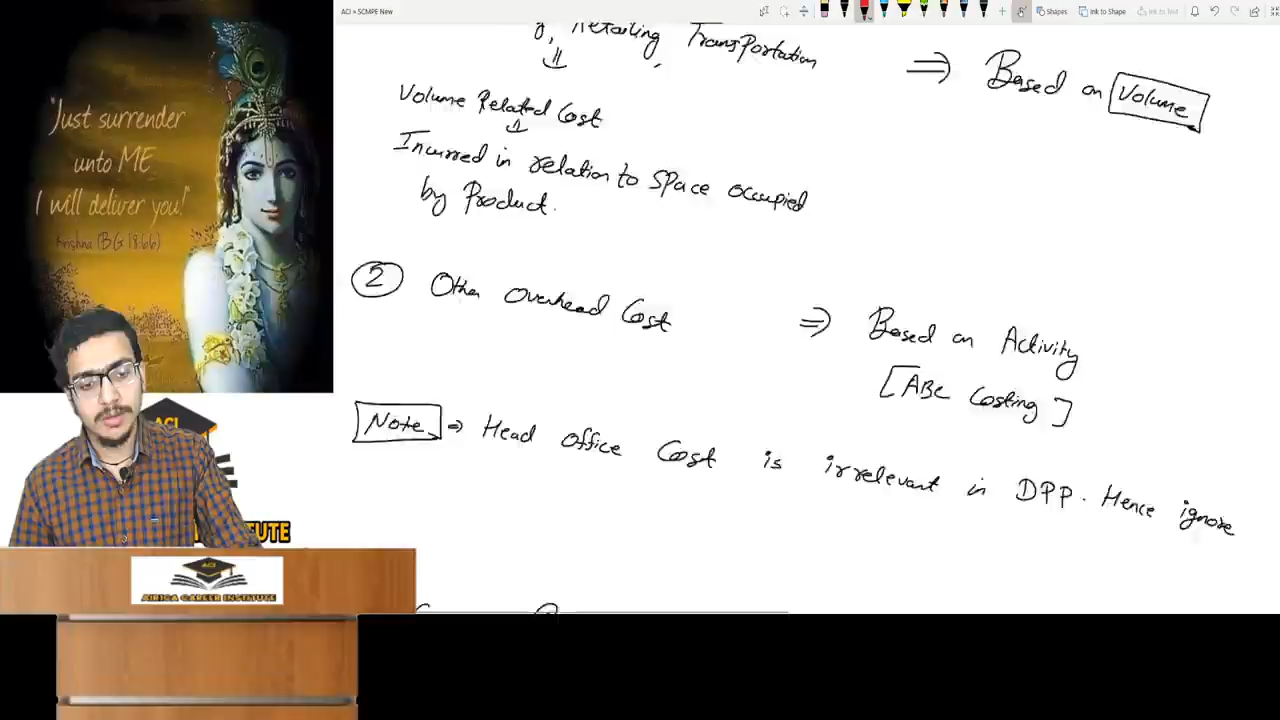 ACI » SCMPE New
Shapes
Ink to Shape
Ink to Text
Retailing Transportation
⇒ Based on Volume
Volume Related Cost
Incurred in relation to Space occupied
by Product.
"Just surrender
unto ME
I will deliver you!"
Krishna (BG 18:66)
② Other Overhead Cost ⇒ Based on Activity
[ABC Costing]
Note ⇒ Head Office Cost is irrelevant in DPP. Hence ignore
ACI
TUTE
ACI
CAREER INSTITUTE